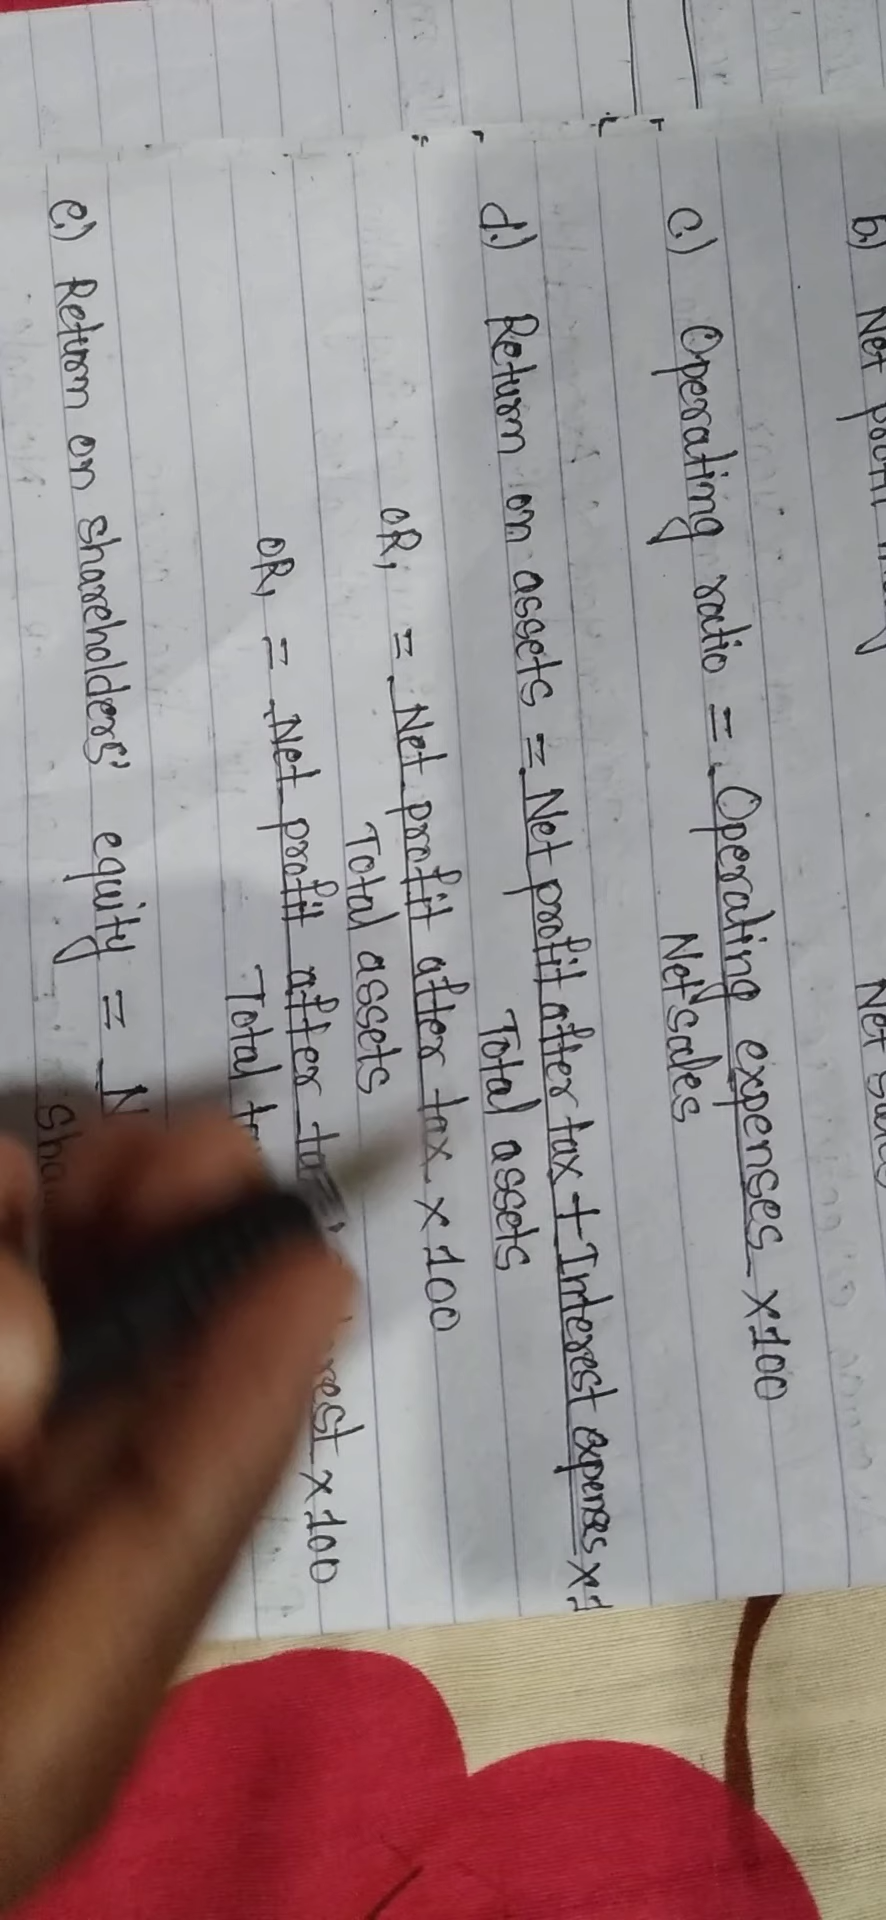 b.) Net
Net
c.) Operating ratio = Operating expenses × 100
Net sales
d.) Return on assets = Net profit after tax + Interest expenses × 1
Total assets
OR, = Net profit after tax × 100
Total assets
OR, = Net profit after × 100
Total
e.) Return on shareholders' equity = N